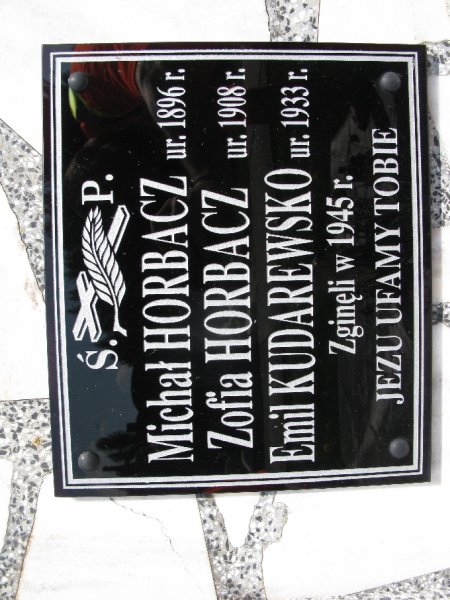 Ś. P.
Michał HORBACZ ur. 1896 r.
Zofia HORBACZ ur. 1908 r.
Emil KUDAREWSKO ur. 1933 r.
Zginęli w 1945 r.
JEZU UFAMY TOBIE